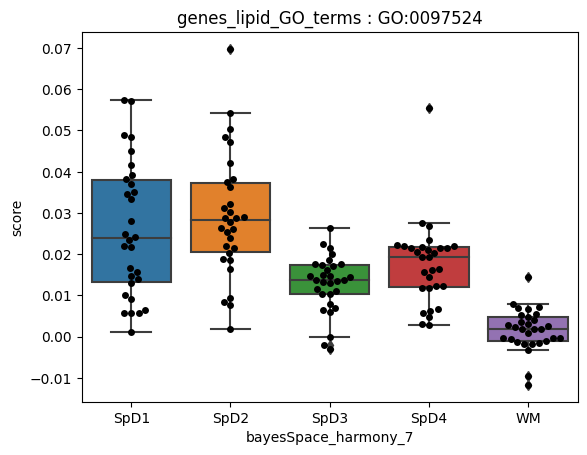 genes_lipid_GO_terms : GO:0097524
score
0.07
0.06
0.05
0.04
0.03
0.02
0.01
0.00
−0.01
SpD1 SpD2 SpD3 SpD4 WM
bayesSpace_harmony_7